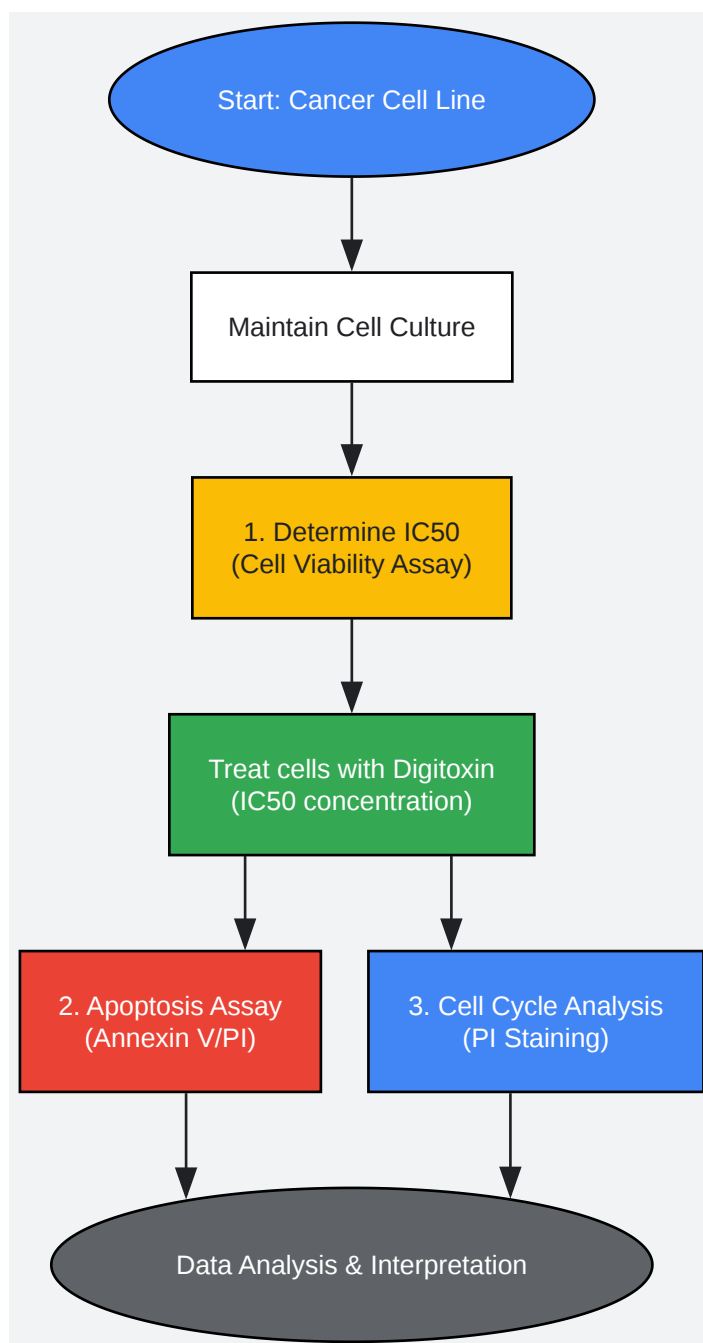 Start: Cancer Cell Line
Maintain Cell Culture
1. Determine IC50
(Cell Viability Assay)
Treat cells with Digitoxin
(IC50 concentration)
2. Apoptosis Assay
(Annexin V/PI)
3. Cell Cycle Analysis
(PI Staining)
Data Analysis & Interpretation